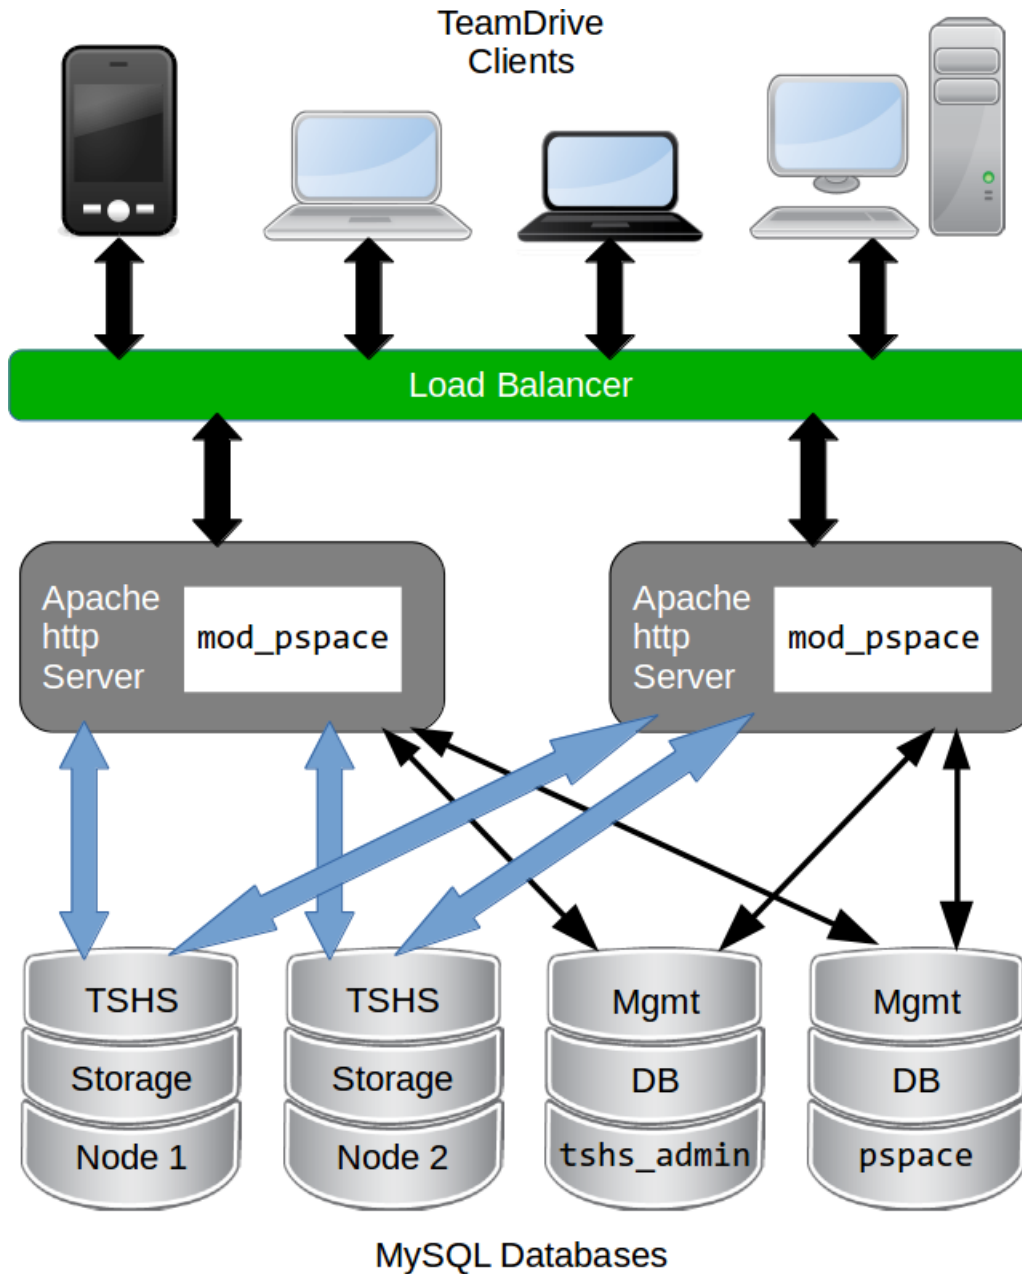 TeamDrive
Clients
Load Balancer
Apache
http
Server
mod_pspace
Apache
http
Server
mod_pspace
TSHS
Storage
Node 1
TSHS
Storage
Node 2
Mgmt
DB
tshs_admin
Mgmt
DB
pspace
MySQL Databases